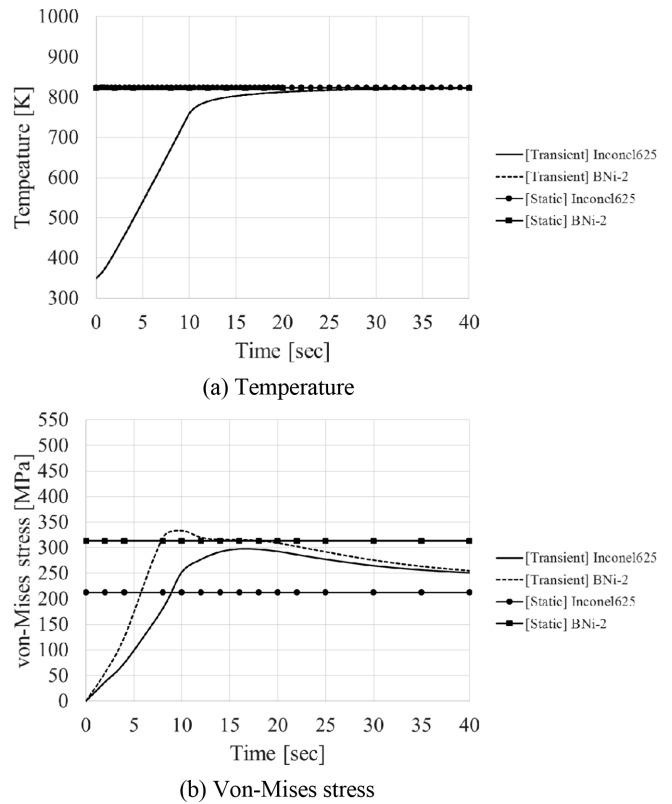 1000
900
800
700
600
500
400
300
Tempeature [K]
0 5 10 15 20 25 30 35 40
Time [sec]
[Transient] Inconel625
[Transient] BNi-2
[Static] Inconel625
[Static] BNi-2
(a) Temperature
550
500
450
400
350
300
250
200
150
100
50
0
von-Mises stress [MPa]
0 5 10 15 20 25 30 35 40
Time [sec]
[Transient] Inconel625
[Transient] BNi-2
[Static] Inconel625
[Static] BNi-2
(b) Von-Mises stress